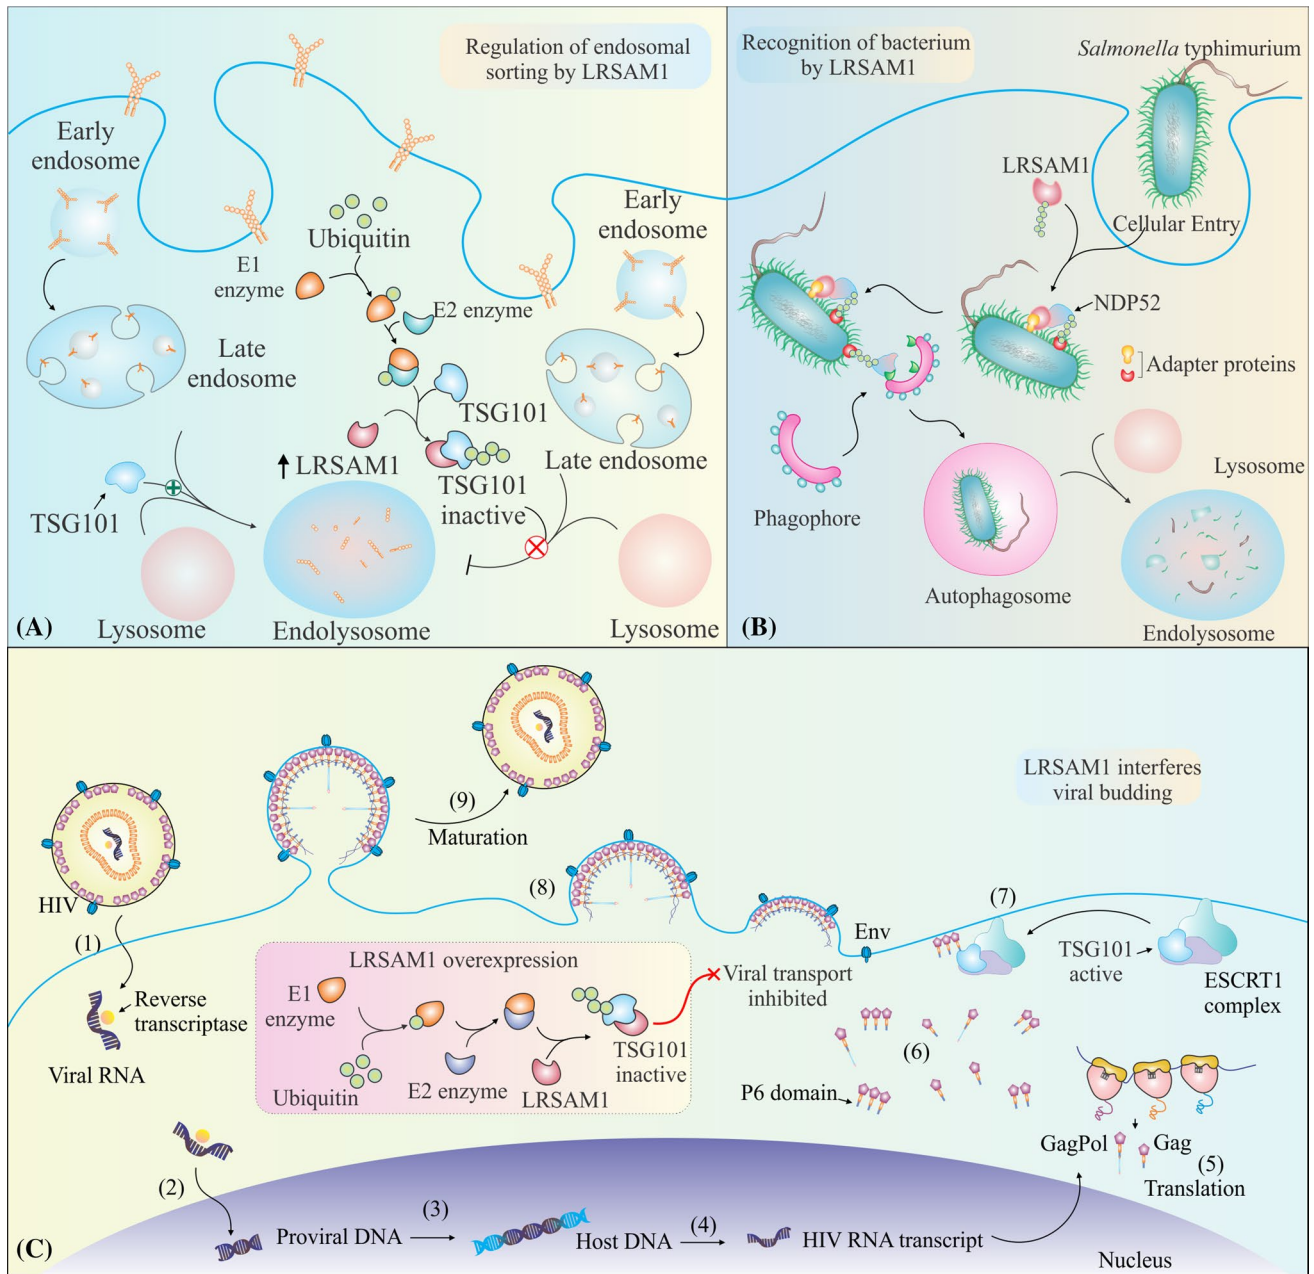 Regulation of endosomal
sorting by LRSAM1
Early
endosome
E1
enzyme
Ubiquitin
E2 enzyme
Early
endosome
Late
endosome
TSG101
LRSAM1
TSG101
inactive
Late endosome
TSG101
Lysosome
Endolysosome
Lysosome
(A)
Recognition of bacterium
by LRSAM1
Salmonella typhimurium
LRSAM1
Cellular Entry
NDP52
Adapter proteins
Phagophore
Lysosome
Autophagosome
Endolysosome
(B)
LRSAM1 interferes
viral budding
HIV
(1)
Reverse
transcriptase
Viral RNA
(9)
Maturation
(8)
Env
(7)
TSG101
active
ESCRT1
complex
LRSAM1 overexpression
E1
enzyme
Ubiquitin
E2 enzyme
LRSAM1
TSG101
inactive
Viral transport
inhibited
(6)
P6 domain
GagPol
Gag
(5)
Translation
(2)
Proviral DNA
(3)
Host DNA
(4)
HIV RNA transcript
Nucleus
(C)